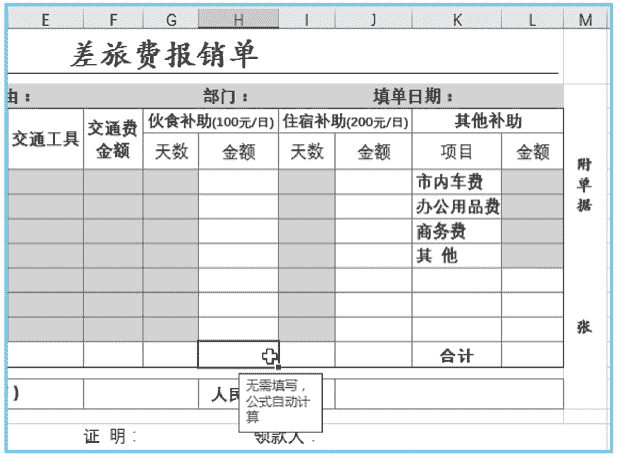 E F G H I J K L M
差旅费报销单
由： 部门： 填单日期：
交通工具 交通费 伙食补助(100元/日) 住宿补助(200元/日) 其他补助
金额 天数 金额 天数 金额 项目 金额
附
单
据
市内车费
办公用品费
商务费
其 他
张
合计
) 人民
无需填写，
公式自动计
算
证 明： 领款人：